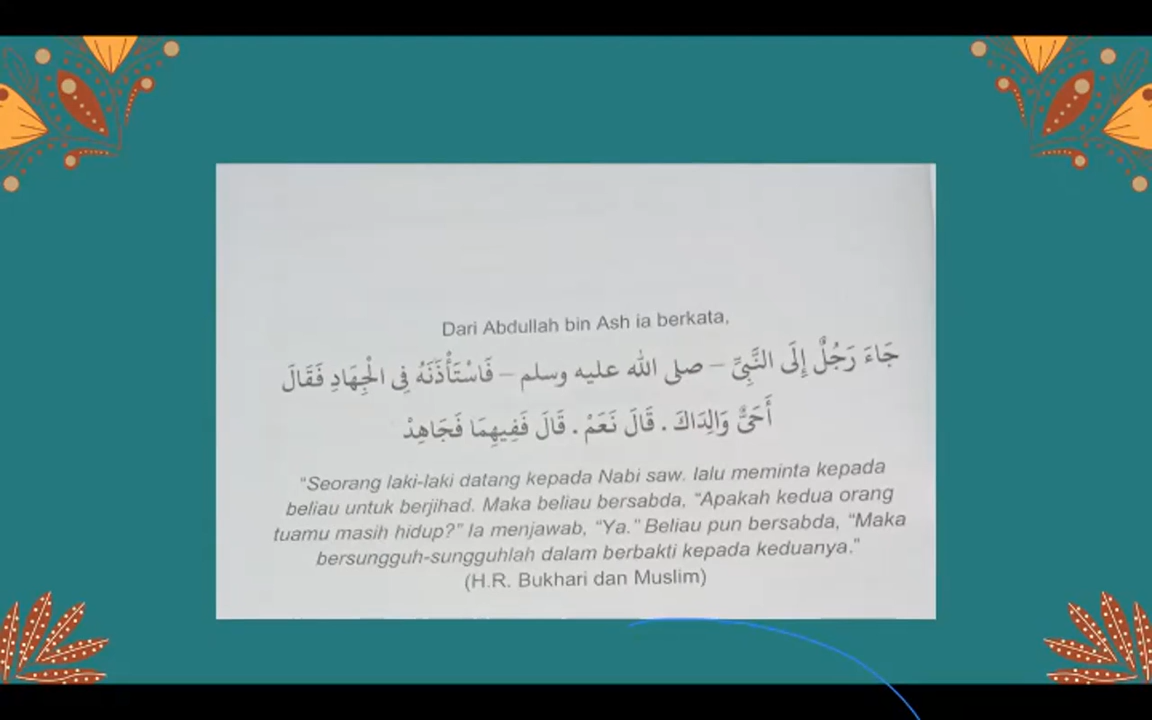 Dari Abdullah bin Ash ia berkata,
جَاءَ رَجُلٌ إِلَى النَّبِيِّ – صلى الله عليه وسلم – فَاسْتَأْذَنَهُ فِى الْجِهَادِ فَقَالَ
أَحَىٌّ وَالِدَاكَ . قَالَ نَعَمْ . قَالَ فَفِيهِمَا فَجَاهِدْ
“Seorang laki-laki datang kepada Nabi saw. lalu meminta kepada
beliau untuk berjihad. Maka beliau bersabda, “Apakah kedua orang
tuamu masih hidup?” Ia menjawab, “Ya.” Beliau pun bersabda, “Maka
bersungguh-sungguhlah dalam berbakti kepada keduanya.”
(H.R. Bukhari dan Muslim)